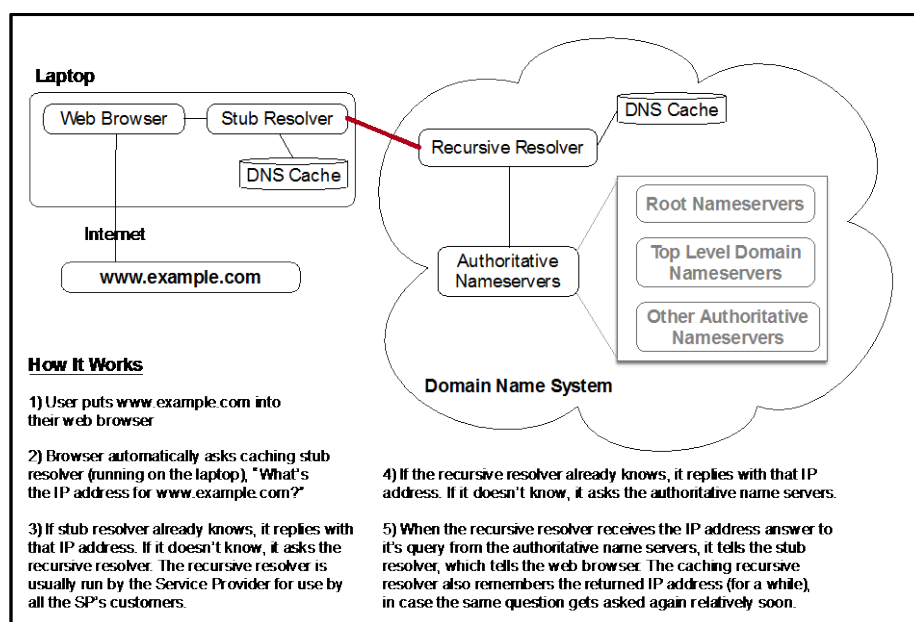 Laptop
Web Browser
Stub Resolver
DNS Cache
Internet
www.example.com
DNS Cache
Recursive Resolver
Authoritative
Nameservers
Root Nameservers
Top Level Domain
Nameservers
Other Authoritative
Nameservers
Domain Name System
How It Works
1) User puts www.example.com into
their web browser
2) Browser automatically asks caching stub
resolver (running on the laptop), "What's
the IP address for www.example.com?"
3) If stub resolver already knows, it replies with
that IP address. If it doesn't know, it asks the
recursive resolver. The recursive resolver is
usually run by the Service Provider for use by
all the SP's customers.
4) If the recursive resolver already knows, it replies with that IP
address. If it doesn't know, it asks the authoritative name servers.
5) When the recursive resolver receives the IP address answer to
it's query from the authoritative name servers, it tells the stub
resolver, which tells the web browser. The caching recursive
resolver also remembers the returned IP address (for a while),
in case the same question gets asked again relatively soon.